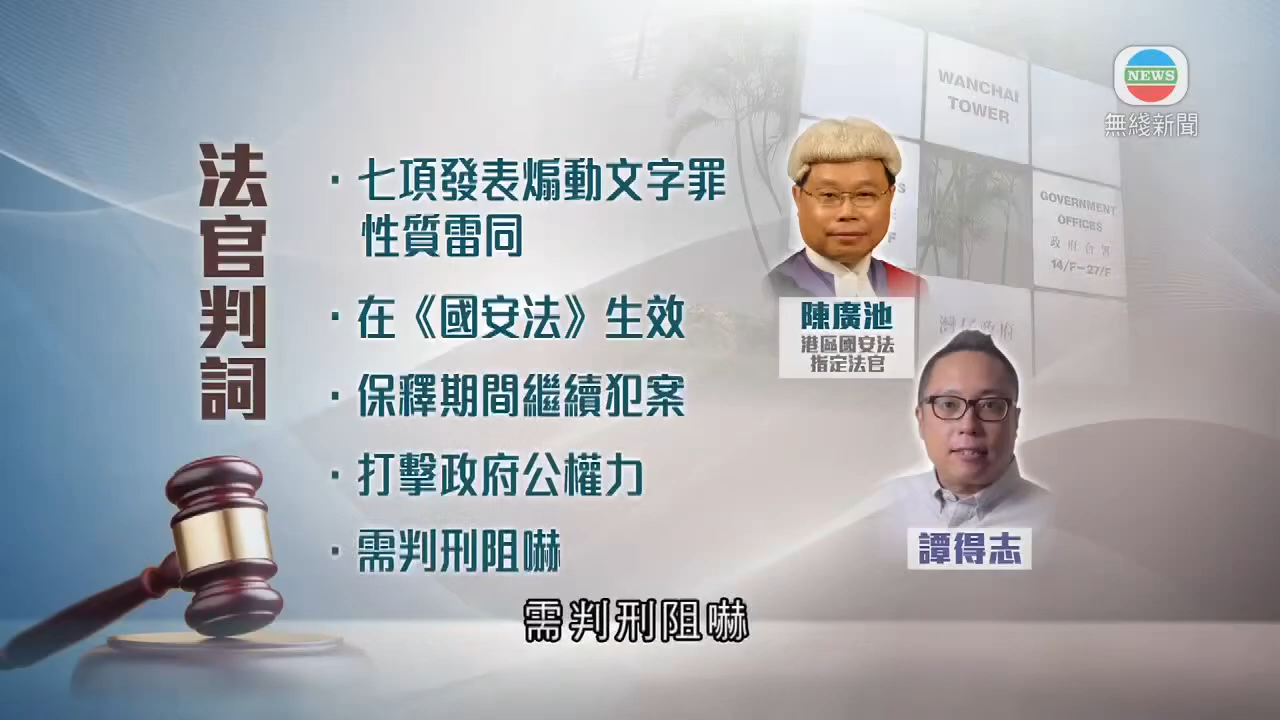 NEWS
無綫新聞
WANCHAI
TOWER
GOVERNMENT
OFFICES
政府合署
14/F-27/F
法官判詞
· 七項發表煽動文字罪
性質雷同
· 在《國安法》生效
· 保釋期間繼續犯案
· 打擊政府公權力
· 需判刑阻嚇
陳廣池
港區國安法
指定法官
譚得志
需判刑阻嚇